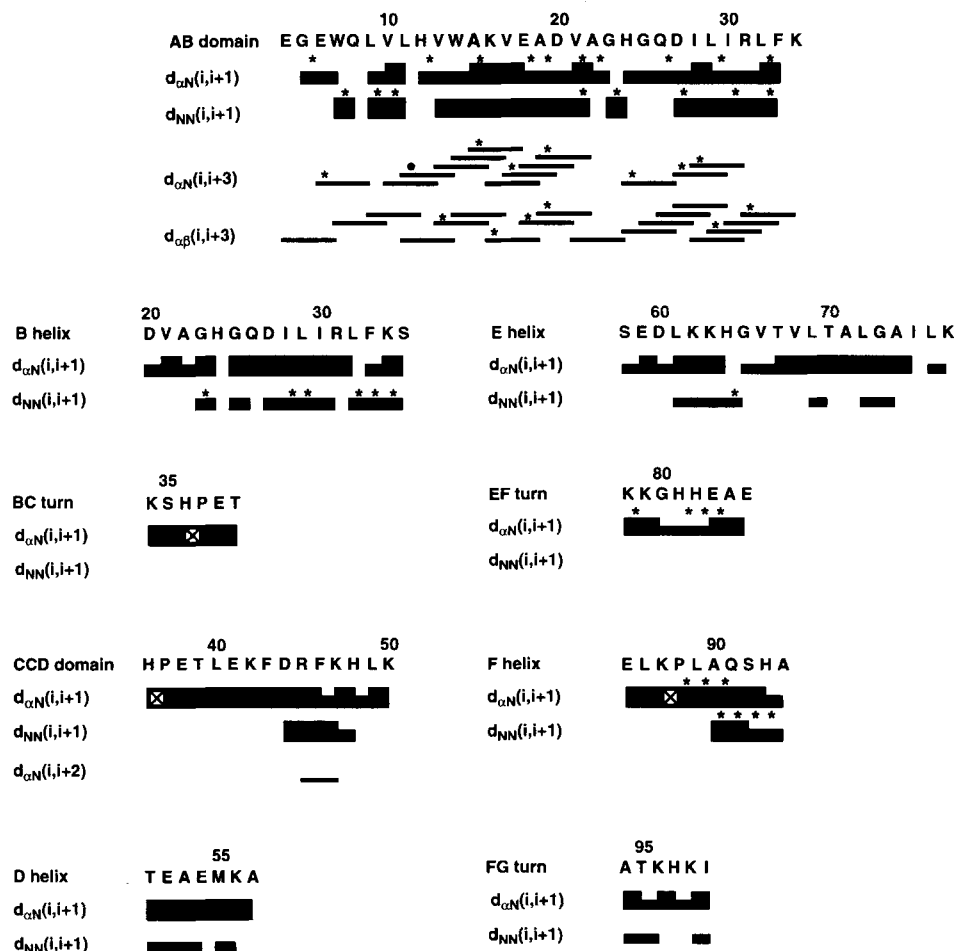 10 20 30
AB domain E G E W Q L V L H V W A K V E A D V A G H G Q D I L I R L F K
dαN(i,i+1)
dNN(i,i+1)
dαN(i,i+3)
dαβ(i,i+3)
20 30
B helix D V A G H G Q D I L I R L F K S
dαN(i,i+1)
dNN(i,i+1)
60 70
E helix S E D L K K H G V T V L T A L G A I L K
dαN(i,i+1)
dNN(i,i+1)
35
BC turn K S H P E T
dαN(i,i+1)
dNN(i,i+1)
80
EF turn K K G H H E A E
dαN(i,i+1)
dNN(i,i+1)
40 50
CCD domain H P E T L E K F D R F K H L K
dαN(i,i+1)
dNN(i,i+1)
dαN(i,i+2)
90
F helix E L K P L A Q S H A
dαN(i,i+1)
dNN(i,i+1)
55
D helix T E A E M K A
dαN(i,i+1)
dNN(i,i+1)
95
FG turn A T K H K I
dαN(i,i+1)
dNN(i,i+1)